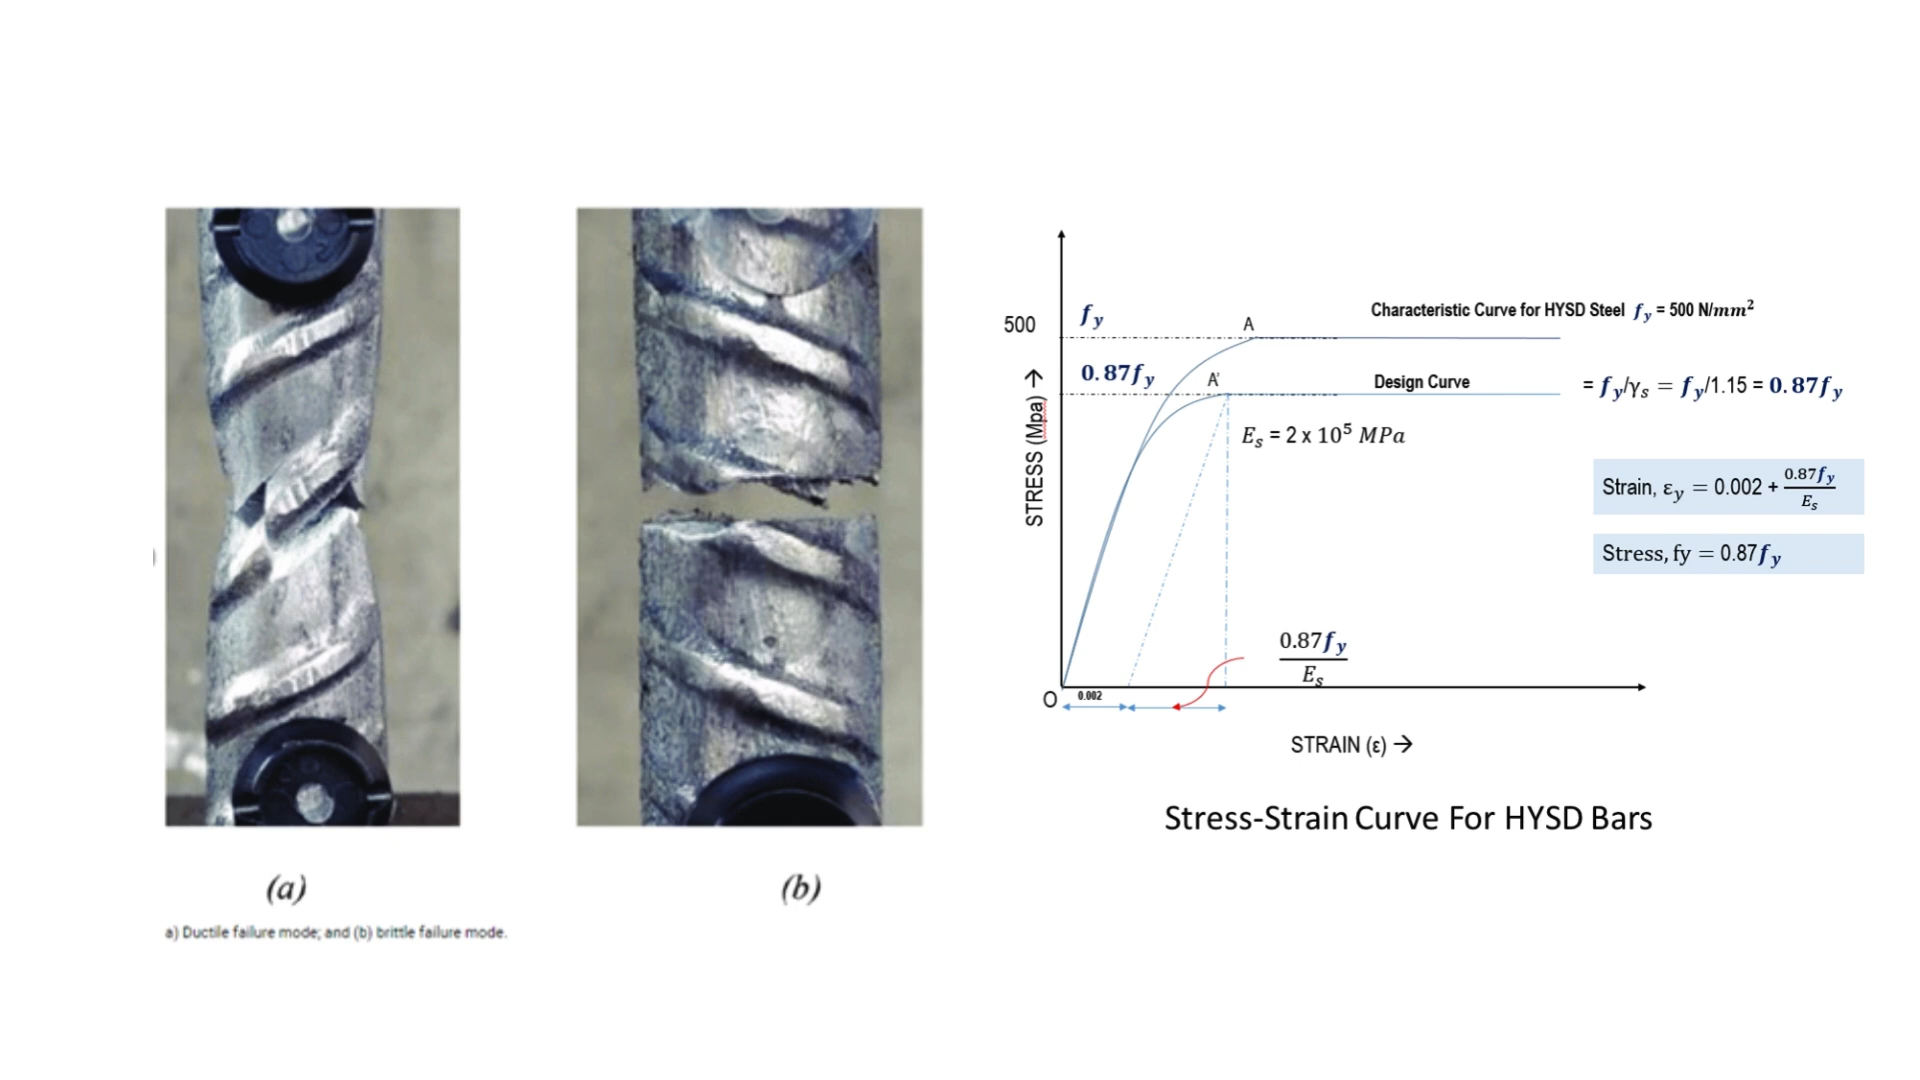 (a)
(b)
a) Ductile failure mode; and (b) brittle failure mode.
500
fy
A
Characteristic Curve for HYSD Steel fy = 500 N/mm²
0.87fy
A'
Design Curve
= fy/γs = fy/1.15 = 0.87fy
Es = 2 x 10⁵ MPa
STRESS (Mpa) →
Strain, εy = 0.002 + 0.87fy/Es
Stress, fy = 0.87fy
0.87fy
Es
O
0.002
STRAIN (ε) →
Stress-Strain Curve For HYSD Bars